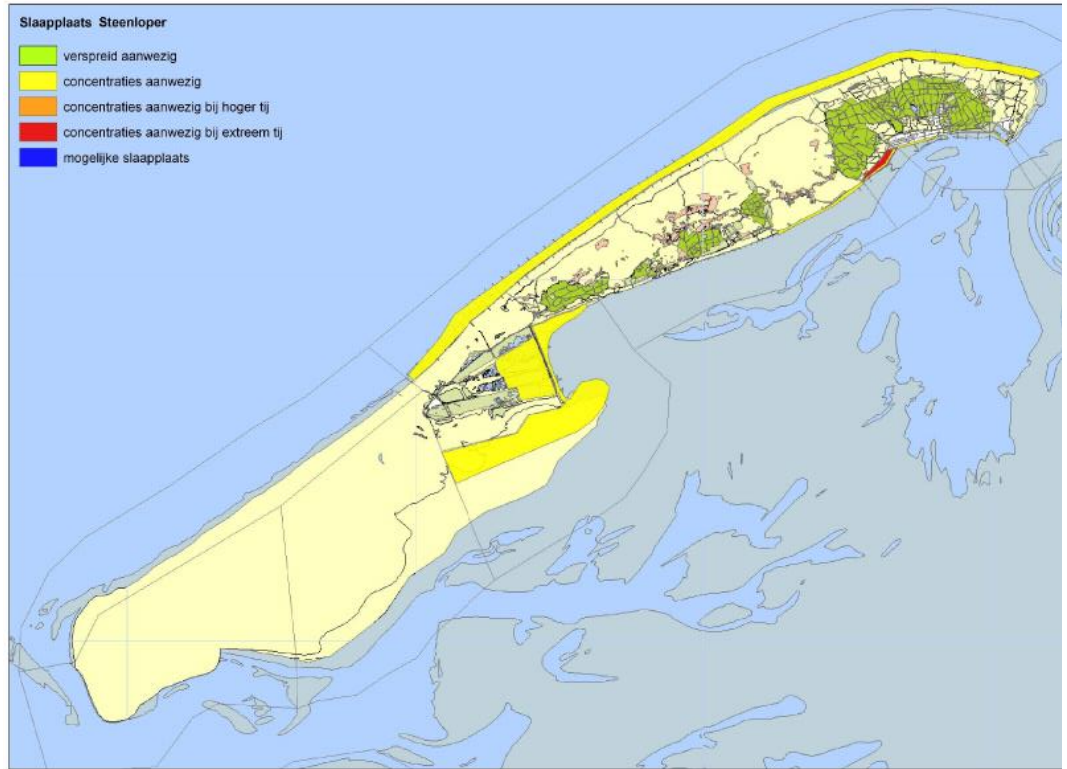 Slaapplaats Steenloper
verspreid aanwezig
concentraties aanwezig
concentraties aanwezig bij hoger tij
concentraties aanwezig bij extreem tij
mogelijke slaapplaats